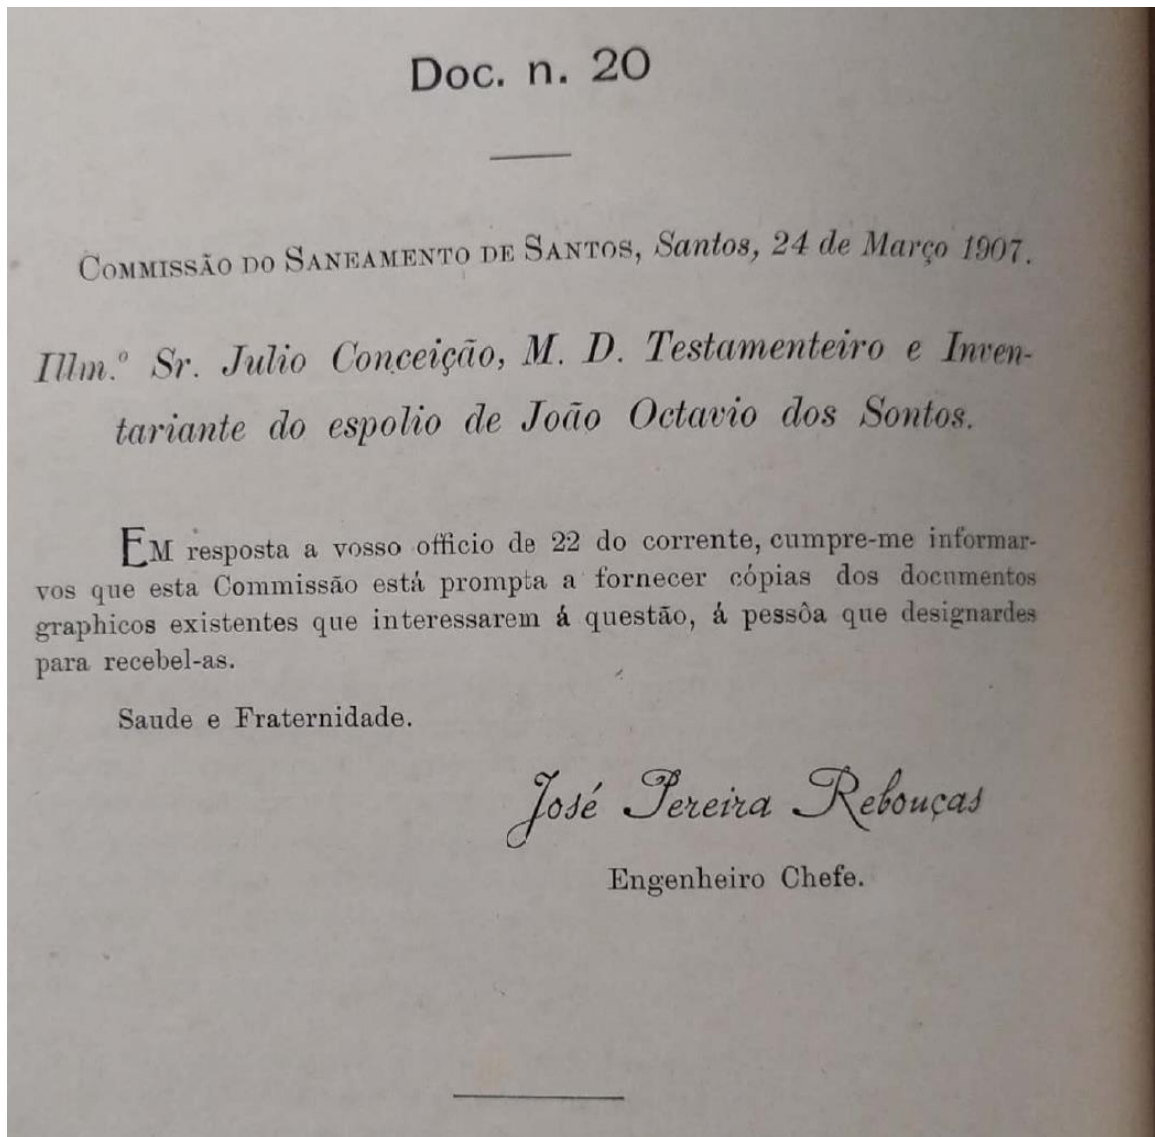 Doc. n. 20
Commissão do Saneamento de Santos, Santos, 24 de Março 1907.
Illm.º Sr. Julio Conceição, M. D. Testamenteiro e Inven-
tariante do espolio de João Octavio dos Sontos.
Em resposta a vosso officio de 22 do corrente, cumpre-me informar-
vos que esta Commissão está prompta a fornecer cópias dos documentos
graphicos existentes que interessarem á questão, á pessôa que designardes
para recebel-as.
Saude e Fraternidade.
José Pereira Rebouças
Engenheiro Chefe.